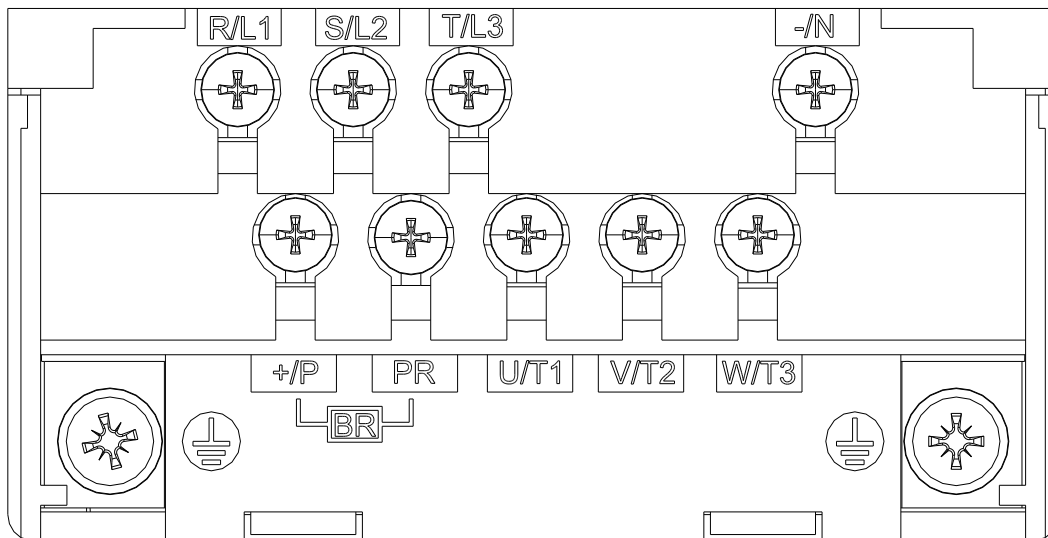 R/L1 S/L2 T/L3 -/N
+/P PR U/T1 V/T2 W/T3
BR